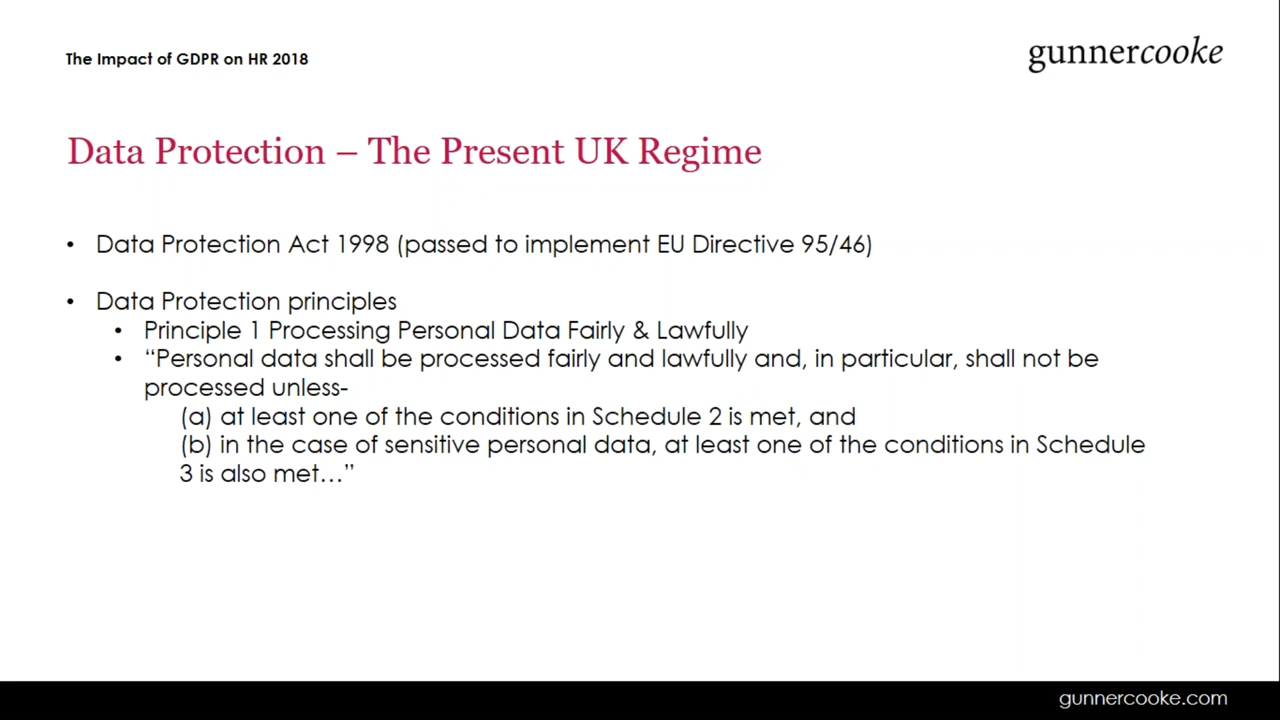 The Impact of GDPR on HR 2018
gunnercooke
Data Protection – The Present UK Regime
• Data Protection Act 1998 (passed to implement EU Directive 95/46)
• Data Protection principles
• Principle 1 Processing Personal Data Fairly & Lawfully
• “Personal data shall be processed fairly and lawfully and, in particular, shall not be
processed unless-
(a) at least one of the conditions in Schedule 2 is met, and
(b) in the case of sensitive personal data, at least one of the conditions in Schedule
3 is also met…”
gunnercooke.com